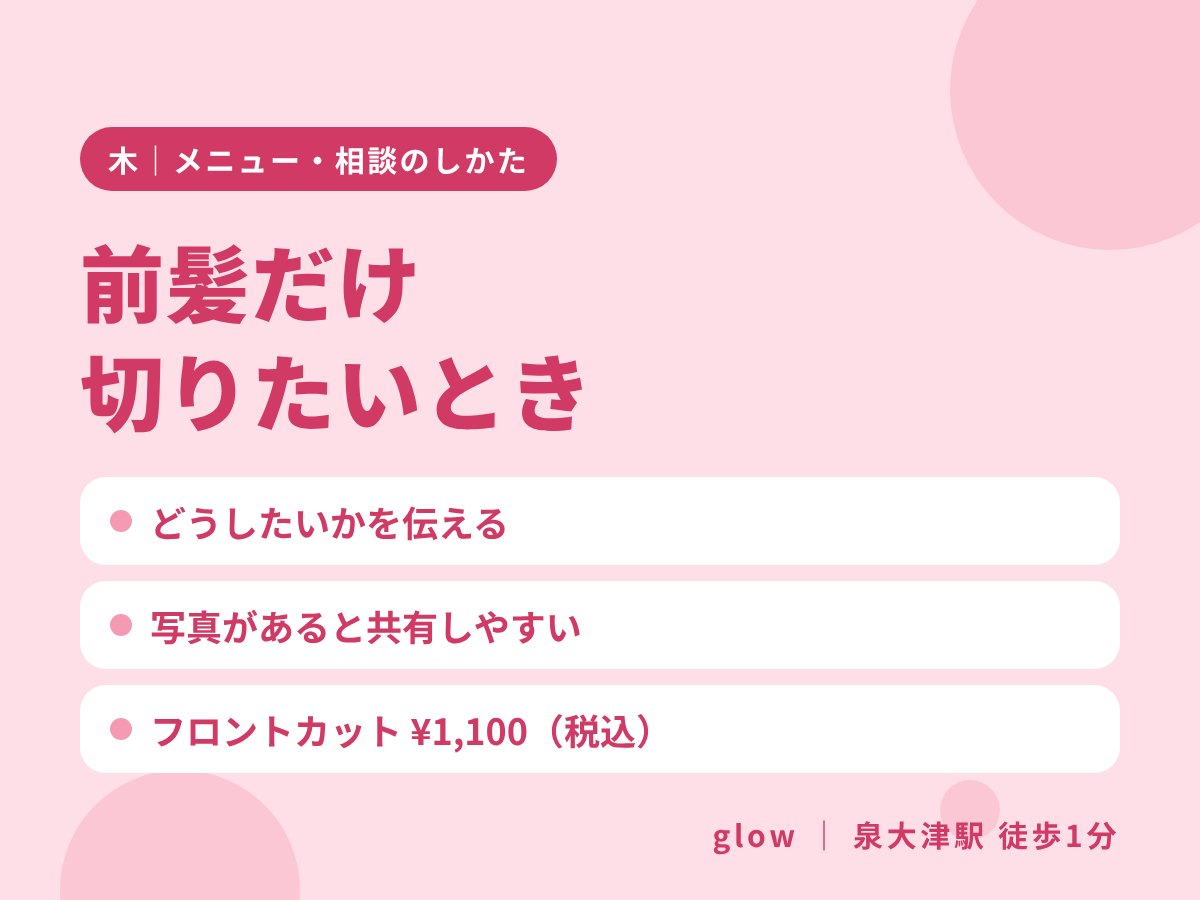 木｜メニュー・相談のしかた
前髪だけ
切りたいとき
どうしたいかを伝える
写真があると共有しやすい
フロントカット ¥1,100（税込）
glow ｜ 泉大津駅 徒歩1分